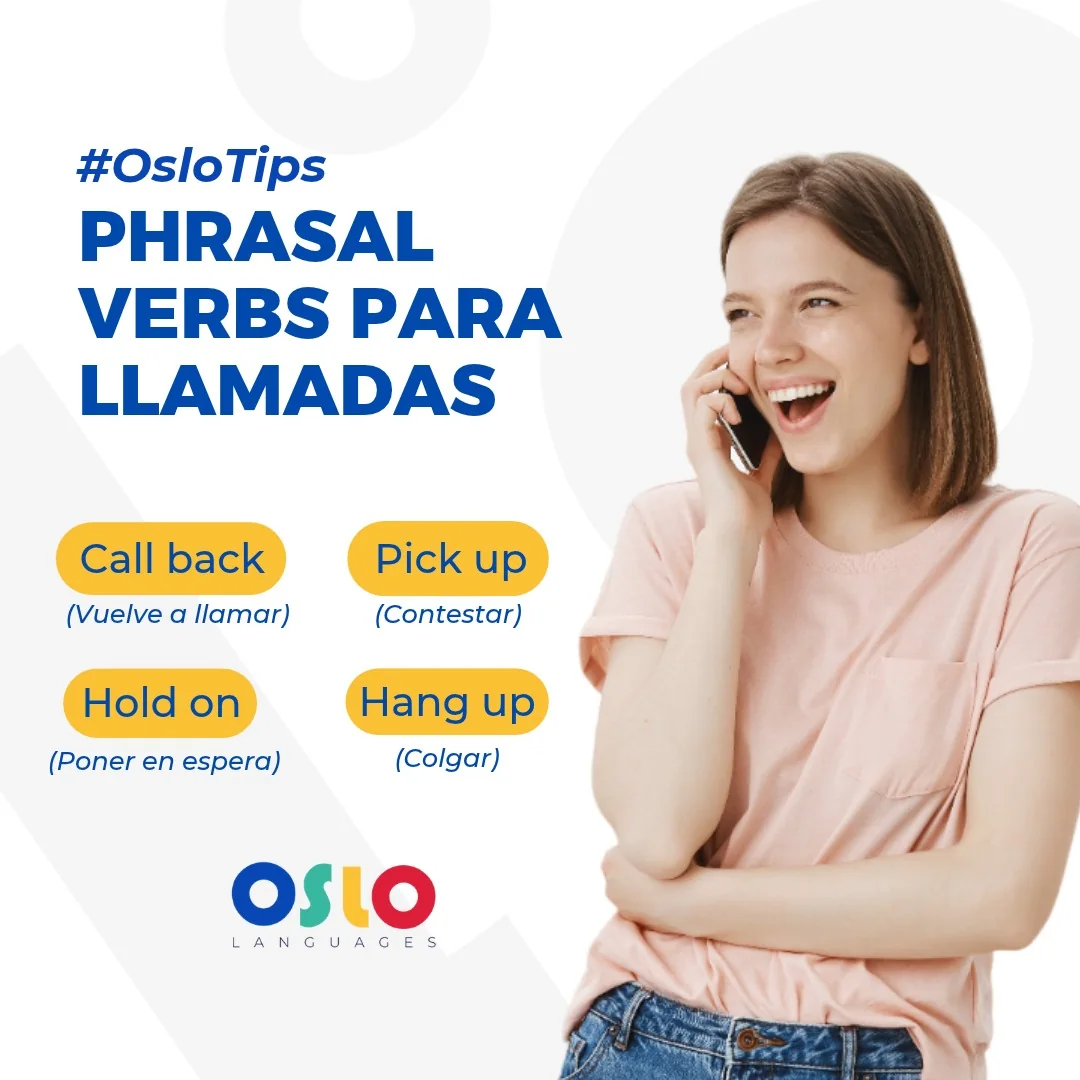 #OsloTips
PHRASAL
VERBS PARA
LLAMADAS
Call back
(Vuelve a llamar)
Pick up
(Contestar)
Hold on
(Poner en espera)
Hang up
(Colgar)
OSLO
LANGUAGES